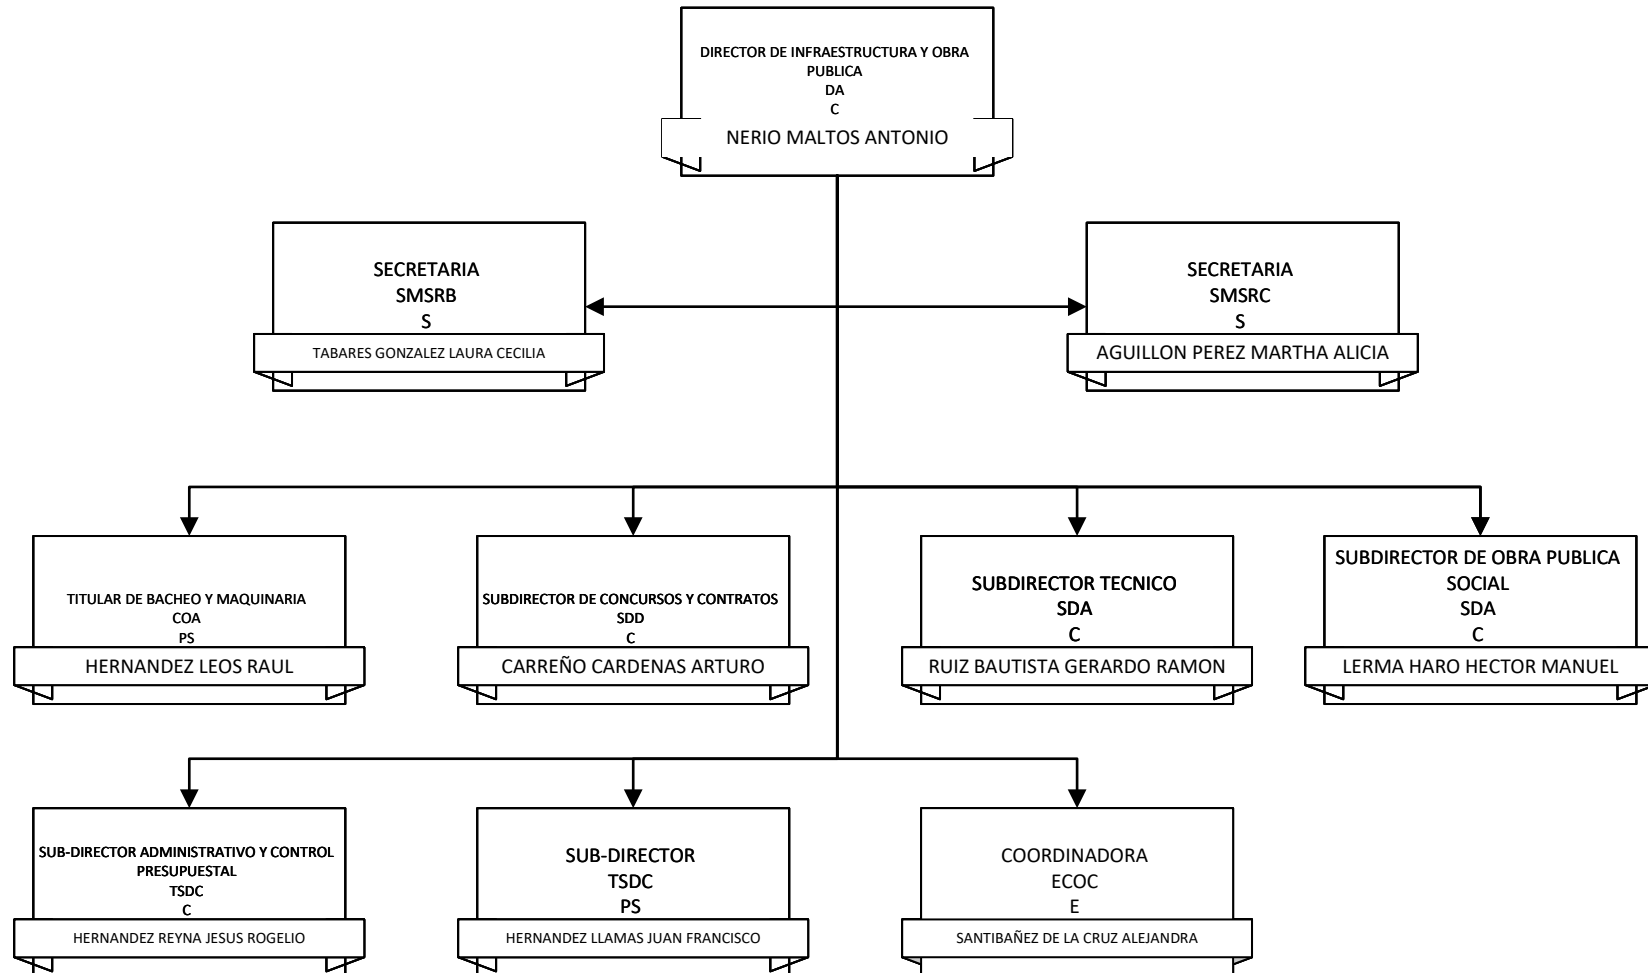 DIRECTOR DE INFRAESTRUCTURA Y OBRA
PUBLICA
DA
C
NERIO MALTOS ANTONIO
SECRETARIA
SMSRB
S
TABARES GONZALEZ LAURA CECILIA
SECRETARIA
SMSRC
S
AGUILLON PEREZ MARTHA ALICIA
TITULAR DE BACHEO Y MAQUINARIA
COA
PS
HERNANDEZ LEOS RAUL
SUBDIRECTOR DE CONCURSOS Y CONTRATOS
SDD
C
CARREÑO CARDENAS ARTURO
SUBDIRECTOR TECNICO
SDA
C
RUIZ BAUTISTA GERARDO RAMON
SUBDIRECTOR DE OBRA PUBLICA
SOCIAL
SDA
C
LERMA HARO HECTOR MANUEL
SUB-DIRECTOR ADMINISTRATIVO Y CONTROL
PRESUPUESTAL
TSDC
C
HERNANDEZ REYNA JESUS ROGELIO
SUB-DIRECTOR
TSDC
PS
HERNANDEZ LLAMAS JUAN FRANCISCO
COORDINADORA
ECOC
E
SANTIBAÑEZ DE LA CRUZ ALEJANDRA